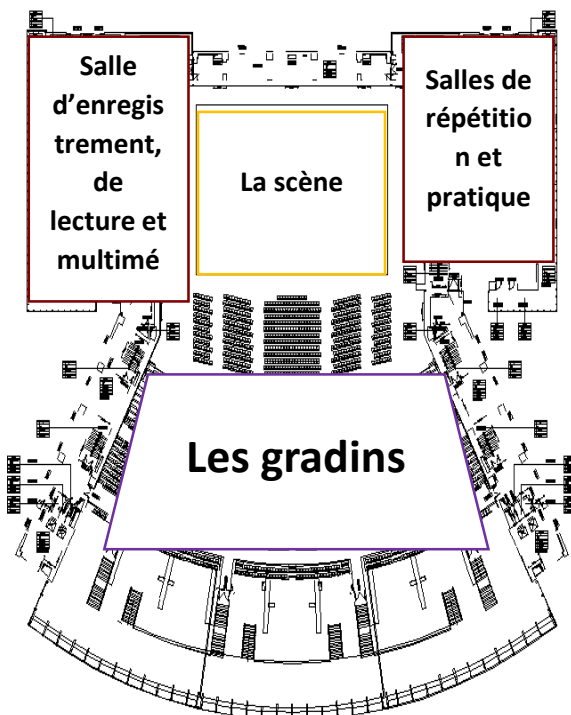 Salle
d’enregis
trement,
de
lecture et
multimé
La scène
Salles de
répétitio
n et
pratique
Les gradins